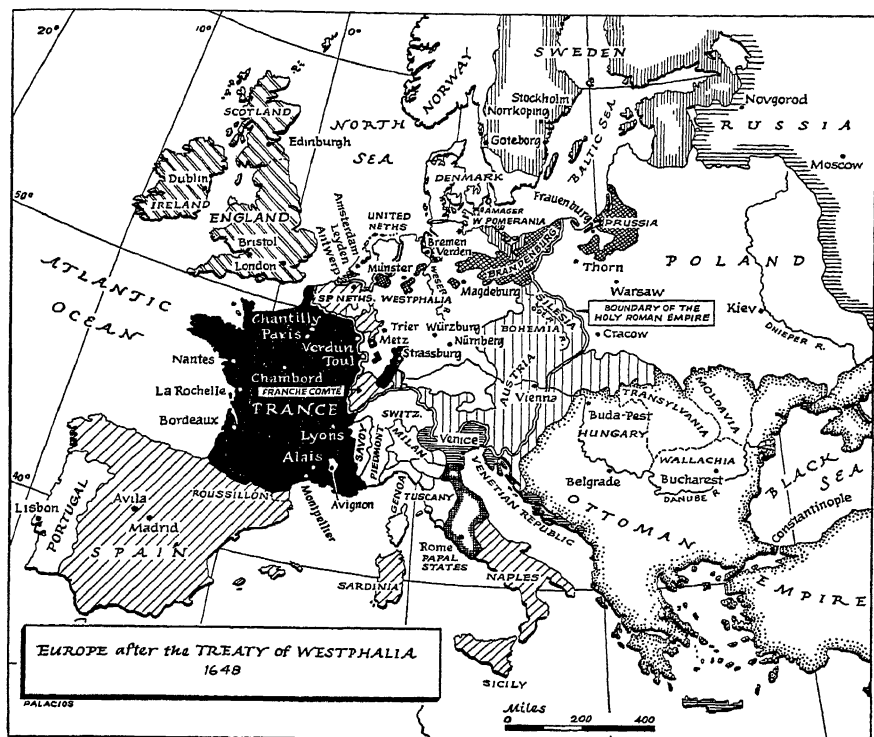 20°
10°
0°
50°
40°
NORWAY
SWEDEN
Stockholm
Norrkoping
Goteborg
BALTIC SEA
Novgorod
RUSSIA
Moscow
SCOTLAND
Edinburgh
NORTH
SEA
Dublin
IRELAND
ENGLAND
Bristol
London
DENMARK
AMAGER
W. POMERANIA
Frauenburg
PRUSSIA
UNITED
NETHS
Amsterdam
Leyden
Antwerp
Bremen
Verden
Münster
WESER R.
SP. NETHS.
WESTPHALIA
Magdeburg
BRANDENBURG
Thorn
POLAND
Warsaw
BOUNDARY OF THE
HOLY ROMAN EMPIRE
Kiev
DHIEPER R.
Cracow
SILESIA
ODER R.
BOHEMIA
ATLANTIC
OCEAN
Chantilly
Paris
Verdun
Toul
Trier
Metz
Würzburg
Nürnberg
Strassburg
Nantes
Chambord
FRANCHE COMTÉ
La Rochelle
TRANCE
Bordeaux
Lyons
Alais
SWITZ.
AUSTRIA
Vienna
TRANSYLVANIA
MOLDAVIA
Buda-Pest
HUNGARY
WALLACHIA
Bucharest
DANUBE R.
Belgrade
BLACK
SEA
Constantinople
SAVOY
PIEDMONT
MILAN
Venice
VENETIAN REPUBLIC
GENOA
TUSCANY
ROUSSILLON
Montpellier
Avignon
PORTUGAL
Lisbon
Avila
Madrid
SPAIN
Rome
PAPAL
STATES
NAPLES
SARDINIA
SICILY
OTTOMAN
EMPIRE
EUROPE after the TREATY of WESTPHALIA
1648
PALACIOS
Miles
0 200 400